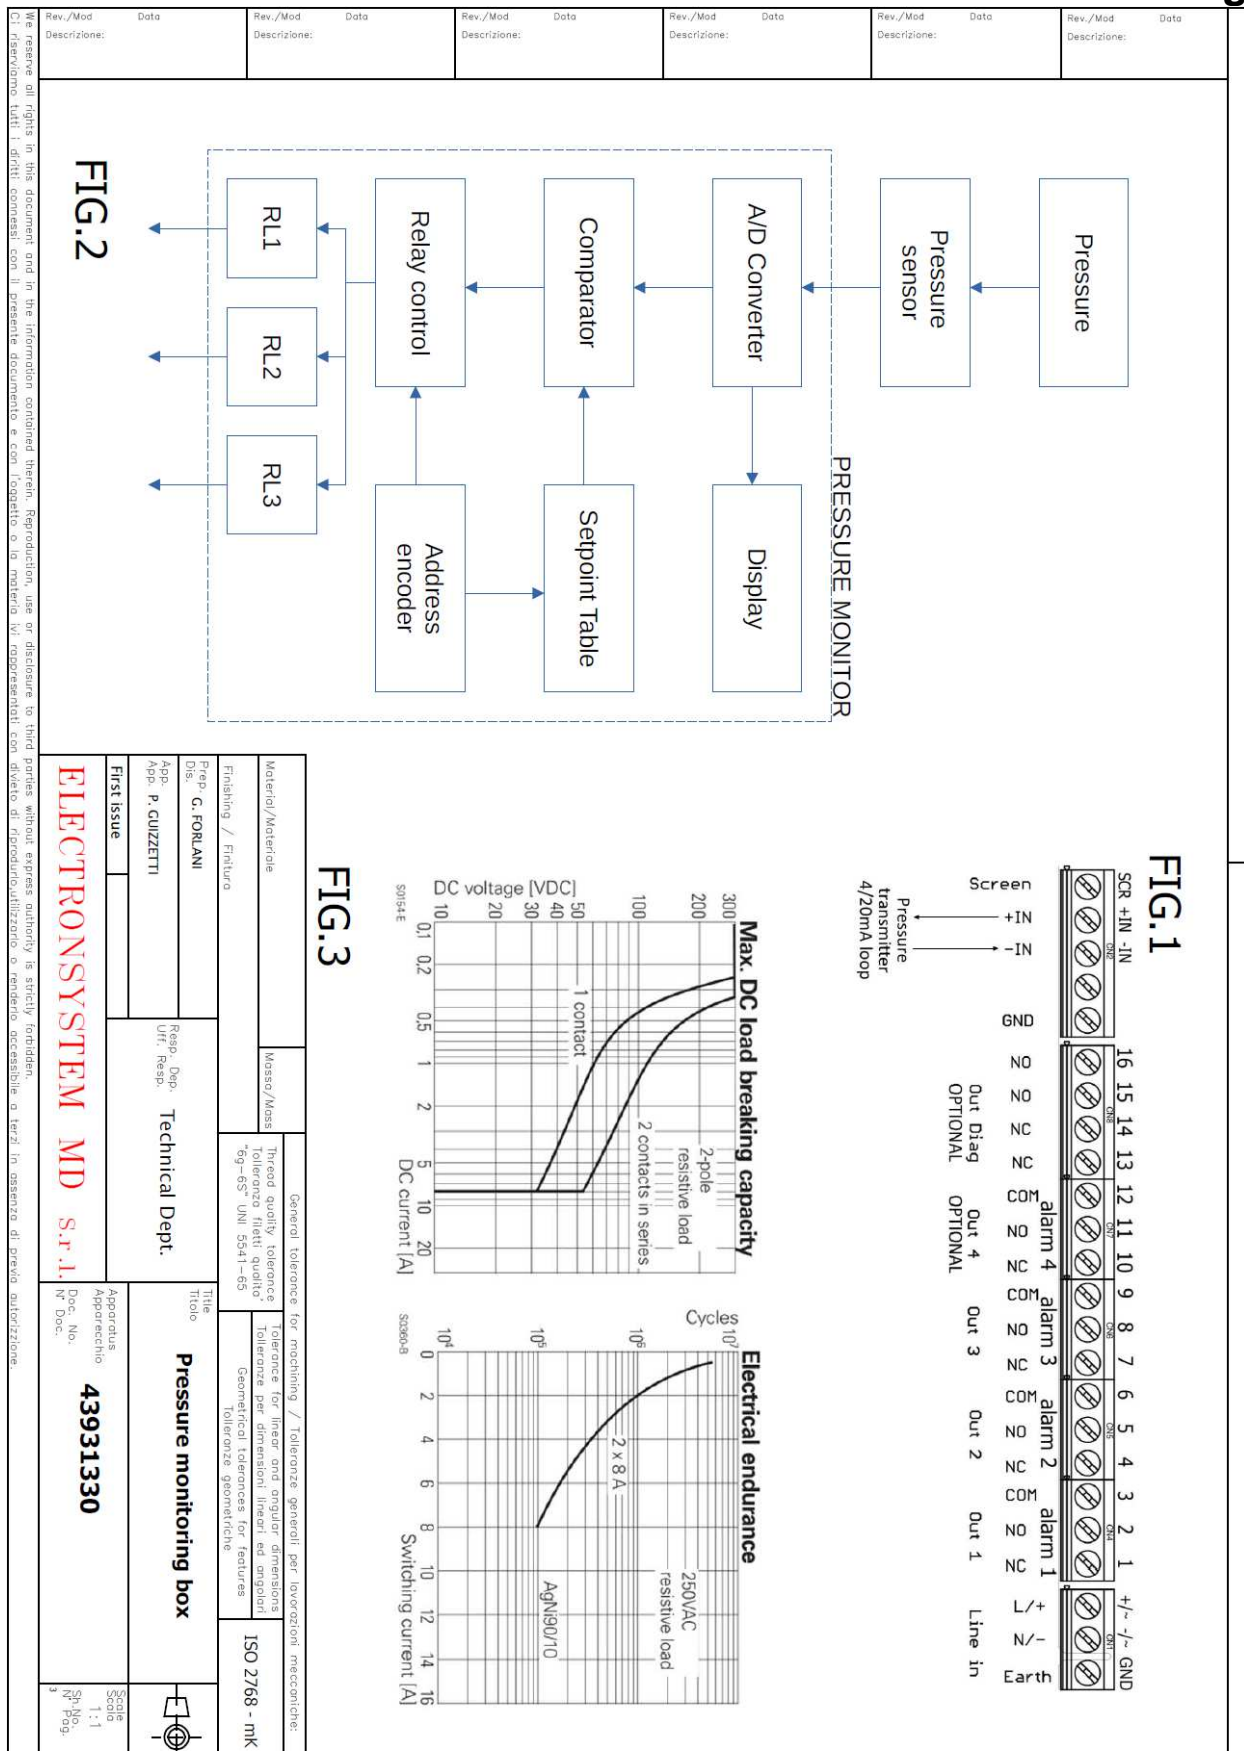 Rev./Mod Data
Descrizione:
Rev./Mod Data
Descrizione:
Rev./Mod Data
Descrizione:
Rev./Mod Data
Descrizione:
Rev./Mod Data
Descrizione:
Rev./Mod Data
Descrizione:
We reserve all rights in this document and in the information contained therein. Reproduction, use or disclosure to third parties without express authority is strictly forbidden.
Ci riserviamo tutti i diritti connessi con il presente documento e con l'oggetto o la materia ivi rappresentati con divieto di riprodurlo,utilizzarlo o renderlo accessibile a terzi in assenza di previa autorizzione.
FIG.1
SCR +IN -IN
CN2
16 15 14 13
CN8
12 11 10
CN7
9 8 7
CN6
6 5 4
CN5
3 2 1
CN4
+/~ -/~ GND
CN1
Screen
+IN
-IN
GND
NO
NO
NC
NC
COM
NO
NC
COM
NO
NC
COM
NO
NC
COM
NO
NC
L/+
N/-
Earth
Pressure
transmitter
4/20mA loop
Out Diag
OPTIONAL
alarm 4
Out 4
OPTIONAL
alarm 3
Out 3
alarm 2
Out 2
alarm 1
Out 1
Line in
Pressure
Pressure
sensor
PRESSURE MONITOR
A/D Converter
Display
Comparator
Setpoint Table
Relay control
Address
encoder
RL1
RL2
RL3
FIG.2
Max. DC load breaking capacity
DC voltage [VDC]
300
200
100
50
40
30
20
10
2-pole
resistive load
2 contacts in series
1 contact
0,1 0,2 0,5 1 2 5 10 20
DC current [A]
S0154-E
Electrical endurance
Cycles
10⁷
10⁶
10⁵
10⁴
250VAC
resistive load
2 x 8 A
AgNi90/10
0 2 4 6 8 10 12 14 16
Switching current [A]
S0360-B
FIG.3
General tolerance for machining / Tolleranze generali per lavorazioni meccaniche:
Material/Materiale
Massa/Mass
Thread quality tolerance
Tolleranza filetti qualita'
"6g-6S" UNI 5541-65
Tolerance for linear and angular dimensions
Tolleranze per dimensioni lineari ed angolari
Geometrical tolerances for features
Tolleranze geometriche
ISO 2768 - mK
Finishing / Finitura
Prep.
Dis. G. FORLANI
App.
App. P. GUIZZETTI
Resp. Dep.
Uff. Resp. Technical Dept.
Title
Titolo
Pressure monitoring box
First issue
ELECTRONSYSTEM MD S.r.l.
Apparatus
Apparecchio
Doc. No.
N° Doc.
43931330
Scale
Scala
1:1
Sh.No.
N° Pag.
3